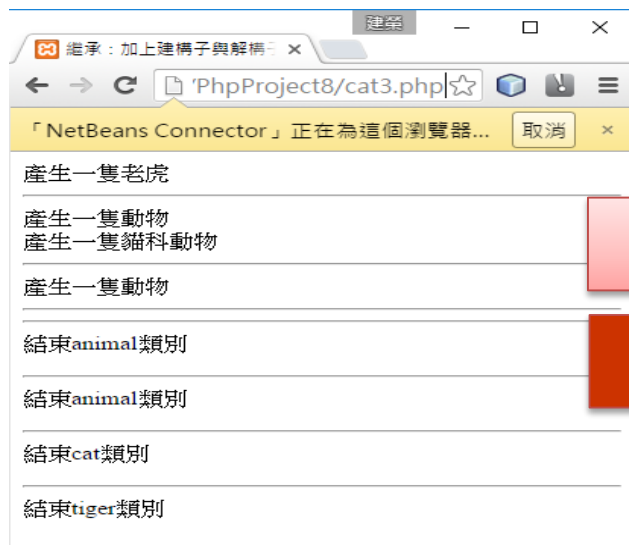 建榮
繼承：加上建構子與解構子
'PhpProject8/cat3.php
「NetBeans Connector」正在為這個瀏覽器... 取消
產生一隻老虎
產生一隻動物
產生一隻貓科動物
產生一隻動物
結束animal類別
結束animal類別
結束cat類別
結束tiger類別